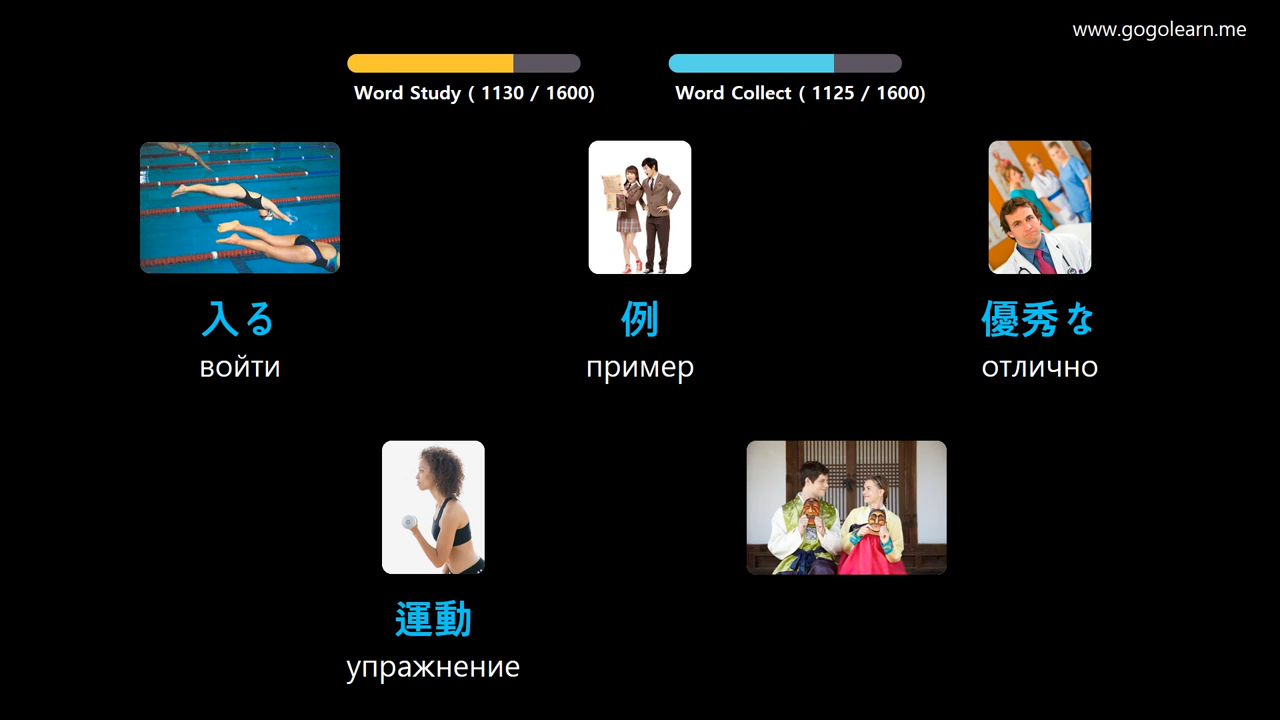 www.gogolearn.me
Word Study ( 1130 / 1600)
Word Collect ( 1125 / 1600)
入る
войти
例
пример
優秀な
отлично
運動
упражнение